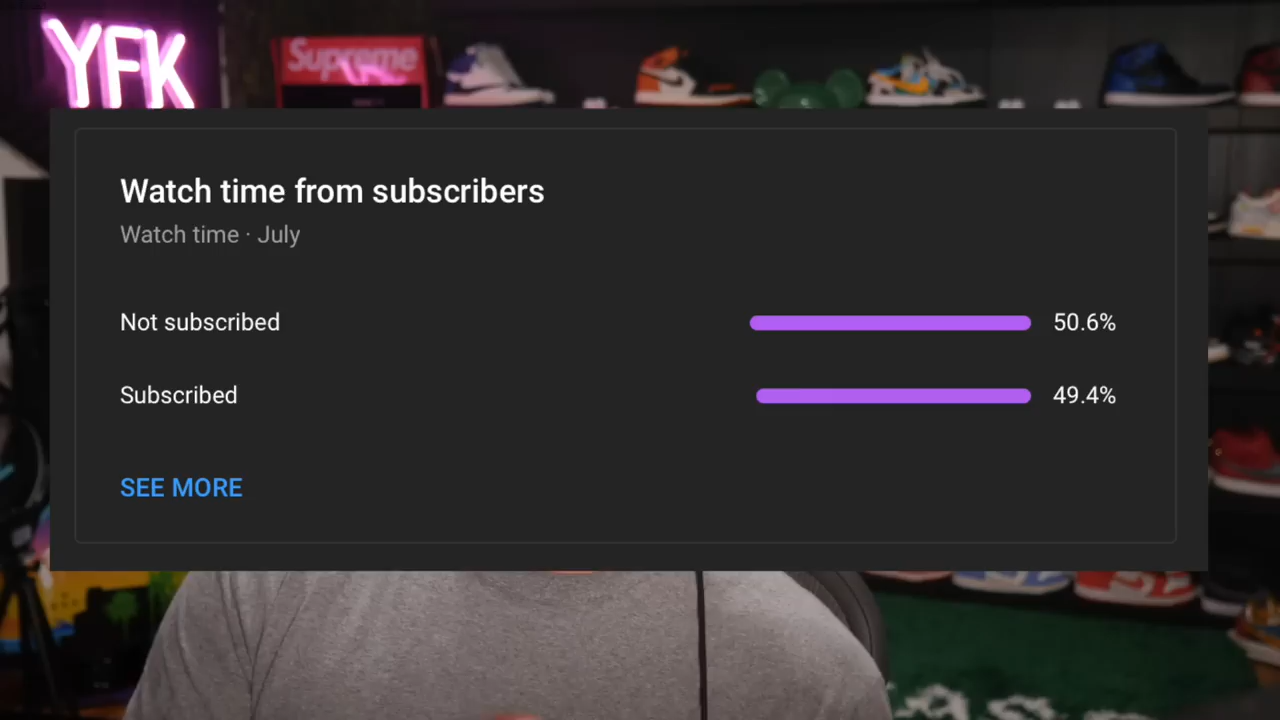 YFK
Supreme
Watch time from subscribers
Watch time · July
Not subscribed
50.6%
Subscribed
49.4%
SEE MORE